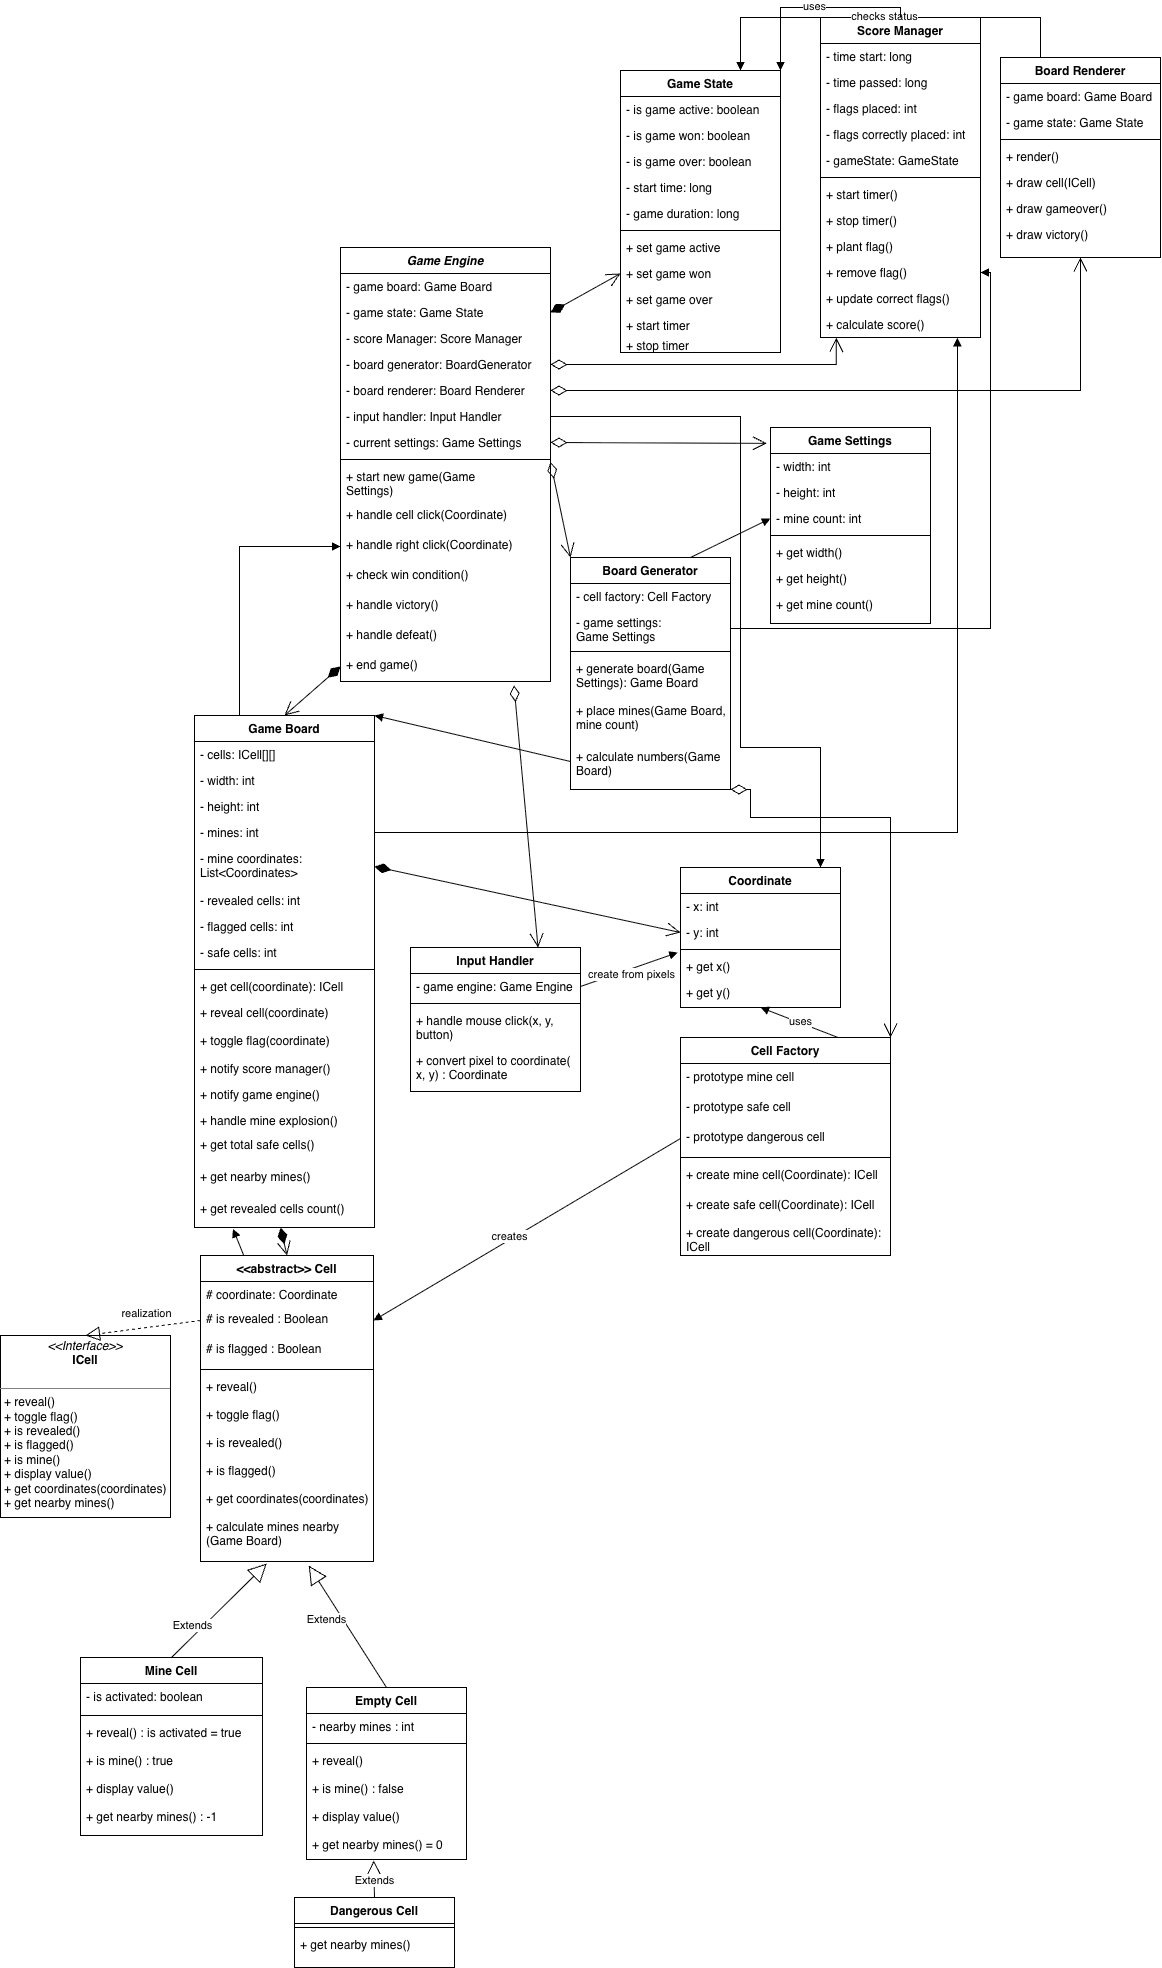 uses
checks status
Score Manager
- time start: long
- time passed: long
- flags placed: int
- flags correctly placed: int
- gameState: GameState
+ start timer()
+ stop timer()
+ plant flag()
+ remove flag()
+ update correct flags()
+ calculate score()
Board Renderer
- game board: Game Board
- game state: Game State
+ render()
+ draw cell(ICell)
+ draw gameover()
+ draw victory()
Game State
- is game active: boolean
- is game won: boolean
- is game over: boolean
- start time: long
- game duration: long
+ set game active
+ set game won
+ set game over
+ start timer
+ stop timer
Game Engine
- game board: Game Board
- game state: Game State
- score Manager: Score Manager
- board generator: BoardGenerator
- board renderer: Board Renderer
- input handler: Input Handler
- current settings: Game Settings
+ start new game(Game
Settings)
+ handle cell click(Coordinate)
+ handle right click(Coordinate)
+ check win condition()
+ handle victory()
+ handle defeat()
+ end game()
Game Settings
- width: int
- height: int
- mine count: int
+ get width()
+ get height()
+ get mine count()
Board Generator
- cell factory: Cell Factory
- game settings:
Game Settings
+ generate board(Game
Settings): Game Board
+ place mines(Game Board,
mine count)
+ calculate numbers(Game
Board)
Game Board
- cells: ICell[][]
- width: int
- height: int
- mines: int
- mine coordinates:
List<Coordinates>
- revealed cells: int
- flagged cells: int
- safe cells: int
+ get cell(coordinate): ICell
+ reveal cell(coordinate)
+ toggle flag(coordinate)
+ notify score manager()
+ notify game engine()
+ handle mine explosion()
+ get total safe cells()
+ get nearby mines()
+ get revealed cells count()
Coordinate
- x: int
- y: int
+ get x()
+ get y()
Input Handler
- game engine: Game Engine
+ handle mouse click(x, y,
button)
+ convert pixel to coordinate(
x, y) : Coordinate
create from pixels
uses
Cell Factory
- prototype mine cell
- prototype safe cell
- prototype dangerous cell
+ create mine cell(Coordinate): ICell
+ create safe cell(Coordinate): ICell
+ create dangerous cell(Coordinate):
ICell
creates
<<abstract>> Cell
# coordinate: Coordinate
# is revealed : Boolean
# is flagged : Boolean
+ reveal()
+ toggle flag()
+ is revealed()
+ is flagged()
+ get coordinates(coordinates)
+ calculate mines nearby
(Game Board)
realization
<<Interface>>
ICell
+ reveal()
+ toggle flag()
+ is revealed()
+ is flagged()
+ is mine()
+ display value()
+ get coordinates(coordinates)
+ get nearby mines()
Extends
Extends
Mine Cell
- is activated: boolean
+ reveal() : is activated = true
+ is mine() : true
+ display value()
+ get nearby mines() : -1
Empty Cell
- nearby mines : int
+ reveal()
+ is mine() : false
+ display value()
+ get nearby mines() = 0
Extends
Dangerous Cell
+ get nearby mines()